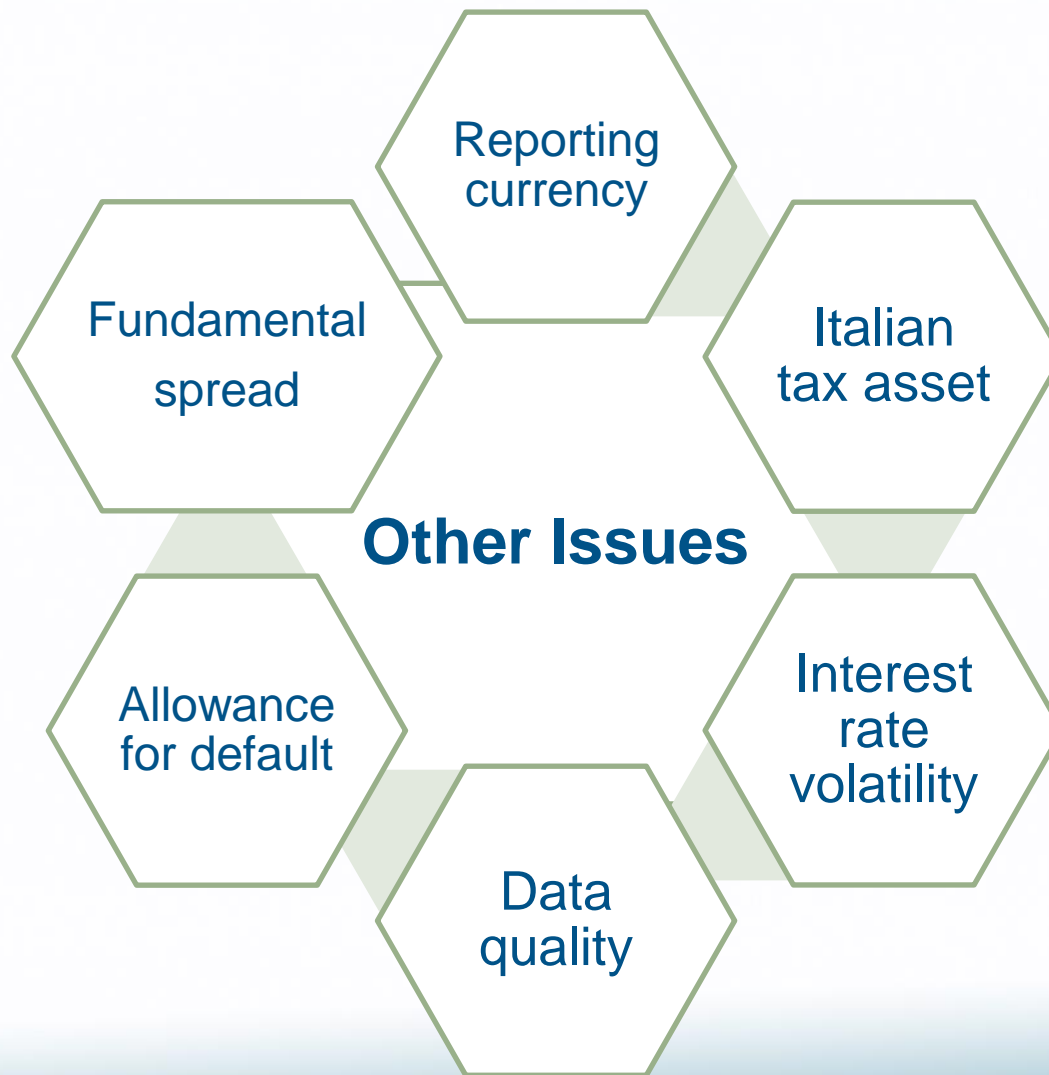 Reporting
currency
Fundamental
spread
Italian
tax asset
Other Issues
Allowance
for default
Interest
rate
volatility
Data
quality